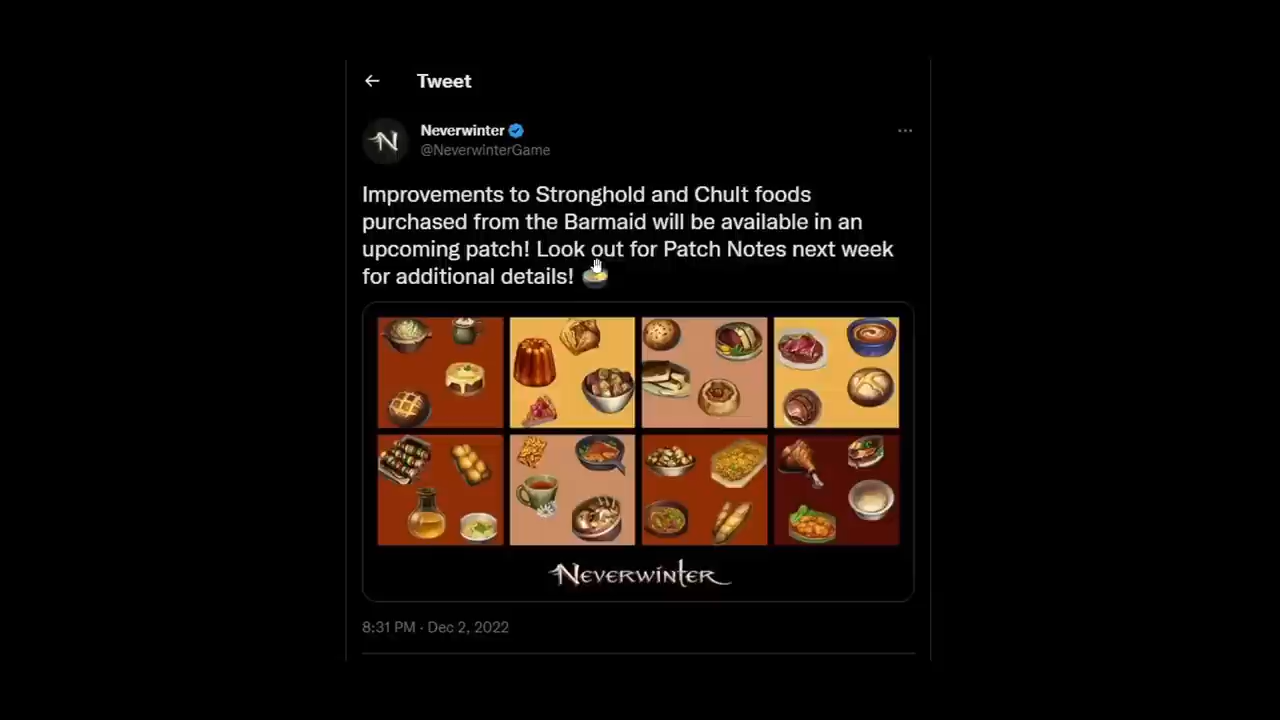 Tweet
Neverwinter
@NeverwinterGame
Improvements to Stronghold and Chult foods
purchased from the Barmaid will be available in an
upcoming patch! Look out for Patch Notes next week
for additional details!
NEVERWINTER
8:31 PM · Dec 2, 2022